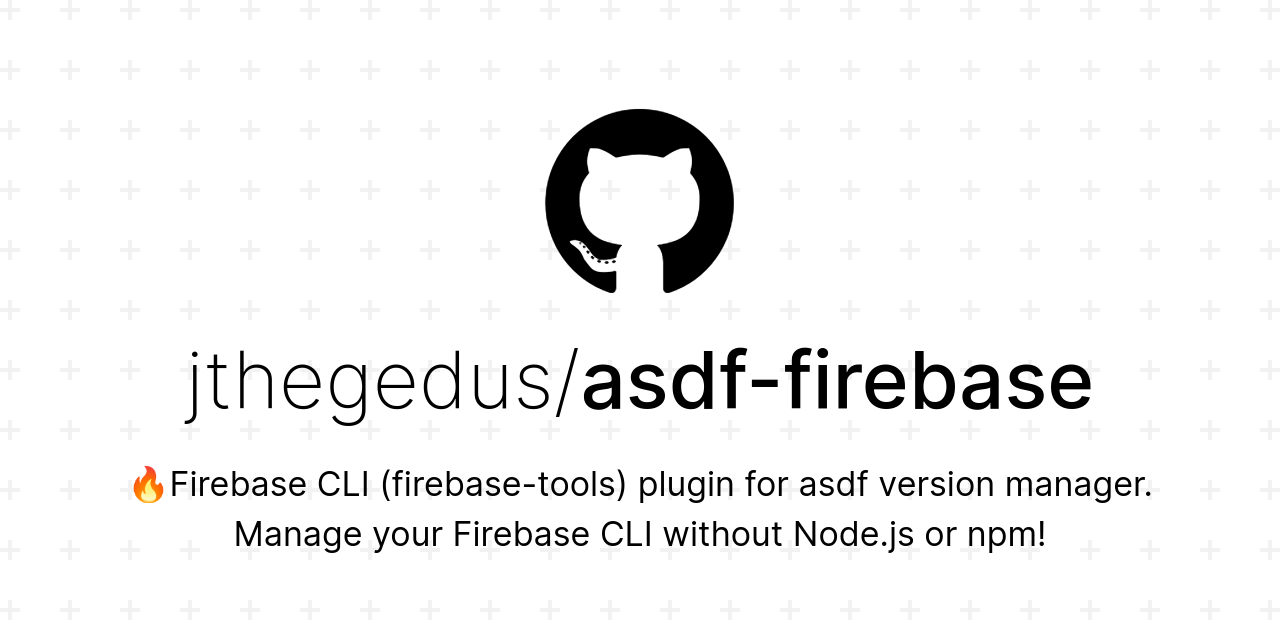 jthegedus/asdf-firebase
🔥Firebase CLI (firebase-tools) plugin for asdf version manager.
Manage your Firebase CLI without Node.js or npm!